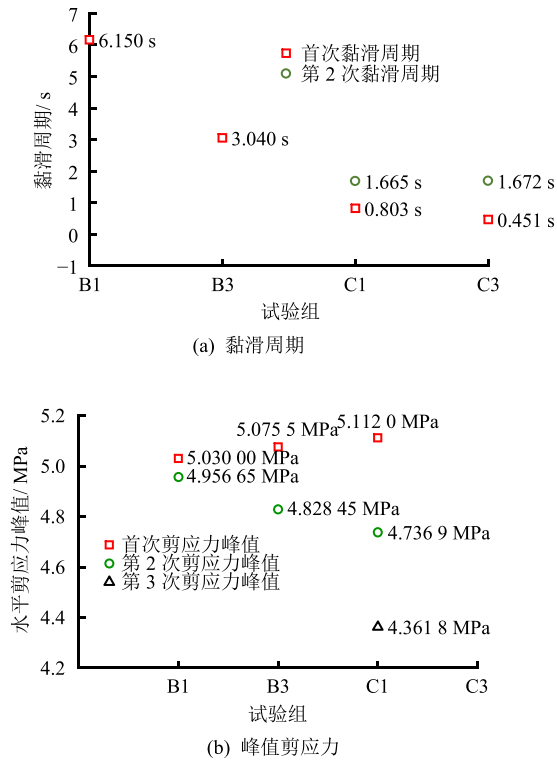 7
6
5
4
3
2
1
0
−1
黏滑周期/ s
6.150 s
首次黏滑周期
第 2 次黏滑周期
3.040 s
1.665 s
1.672 s
0.803 s
0.451 s
B1 B3 C1 C3
试验组
(a) 黏滑周期
5.2
5.0
4.8
4.6
4.4
4.2
水平剪应力峰值/ MPa
5.075 5 MPa
5.112 0 MPa
5.030 00 MPa
4.956 65 MPa
4.828 45 MPa
4.736 9 MPa
首次剪应力峰值
第 2 次剪应力峰值
第 3 次剪应力峰值
4.361 8 MPa
B1 B3 C1 C3
试验组
(b) 峰值剪应力